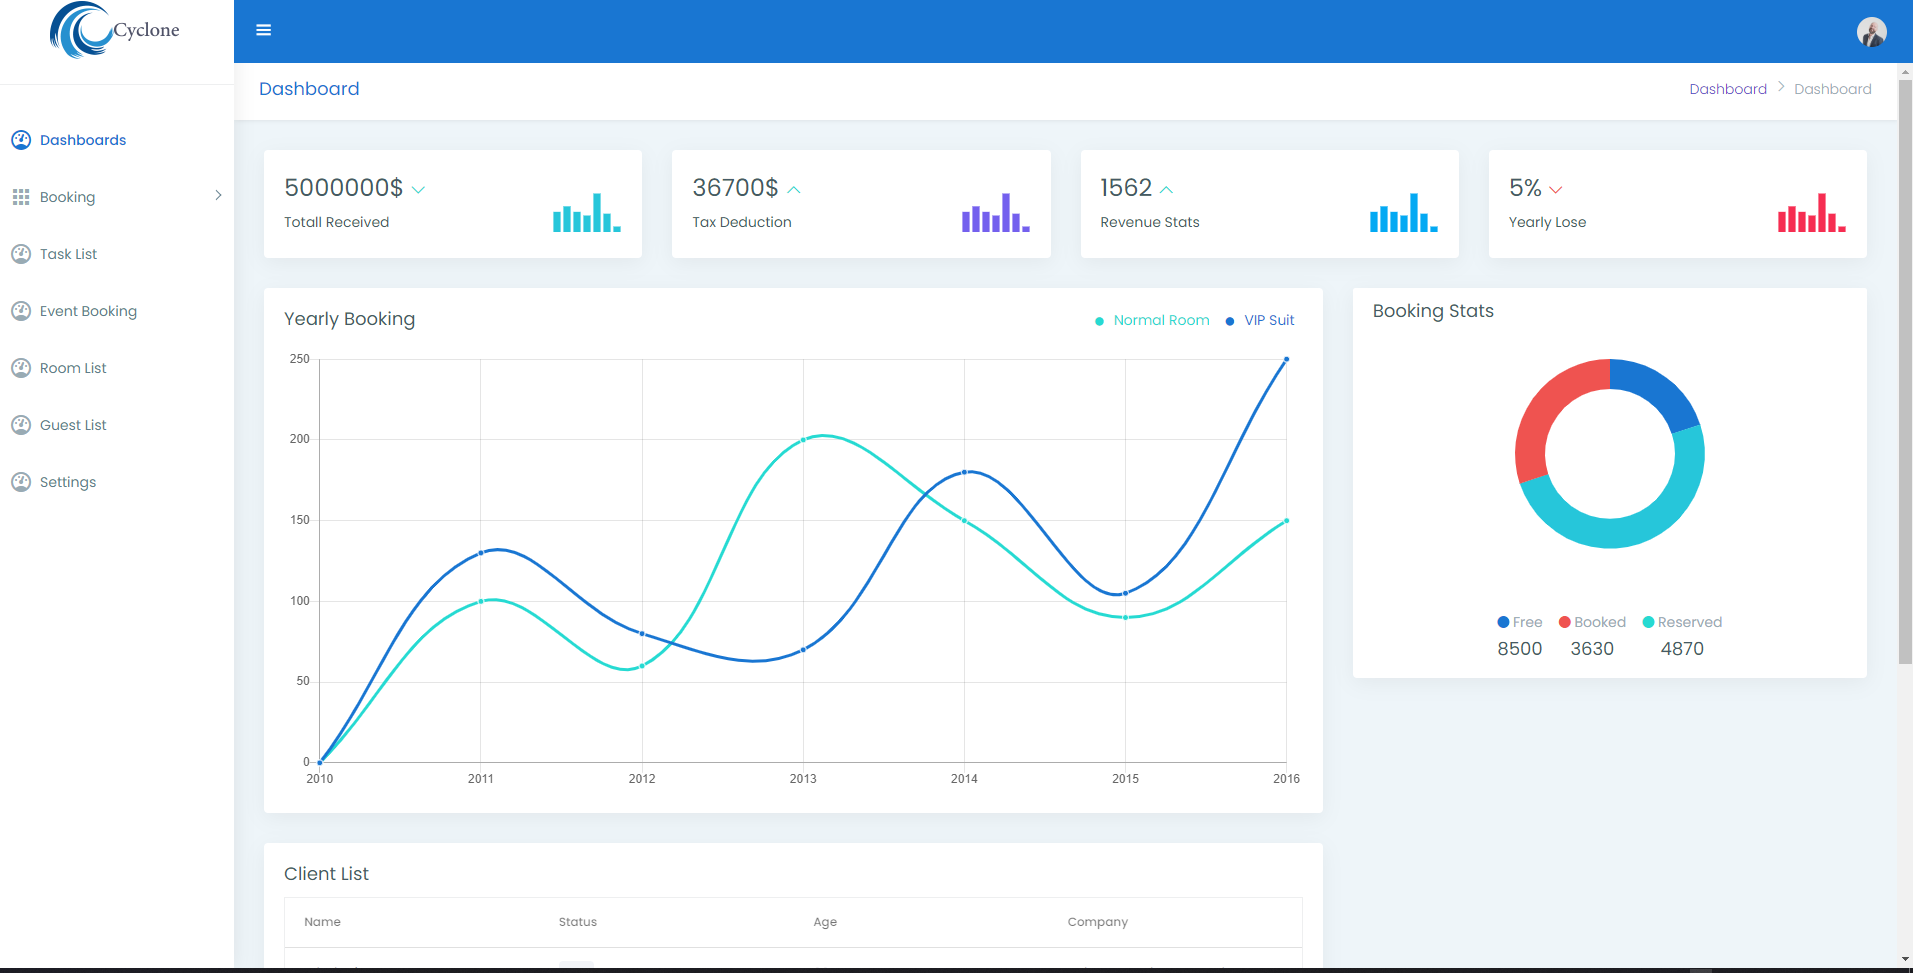 Cyclone
Dashboard
Dashboard Dashboard
Dashboards
Booking
Task List
Event Booking
Room List
Guest List
Settings
5000000$
Totall Received
36700$
Tax Deduction
1562
Revenue Stats
5%
Yearly Lose
Yearly Booking
Normal Room VIP Suit
250
200
150
100
50
0
2010 2011 2012 2013 2014 2015 2016
Booking Stats
Free Booked Reserved
8500 3630 4870
Client List
Name Status Age Company